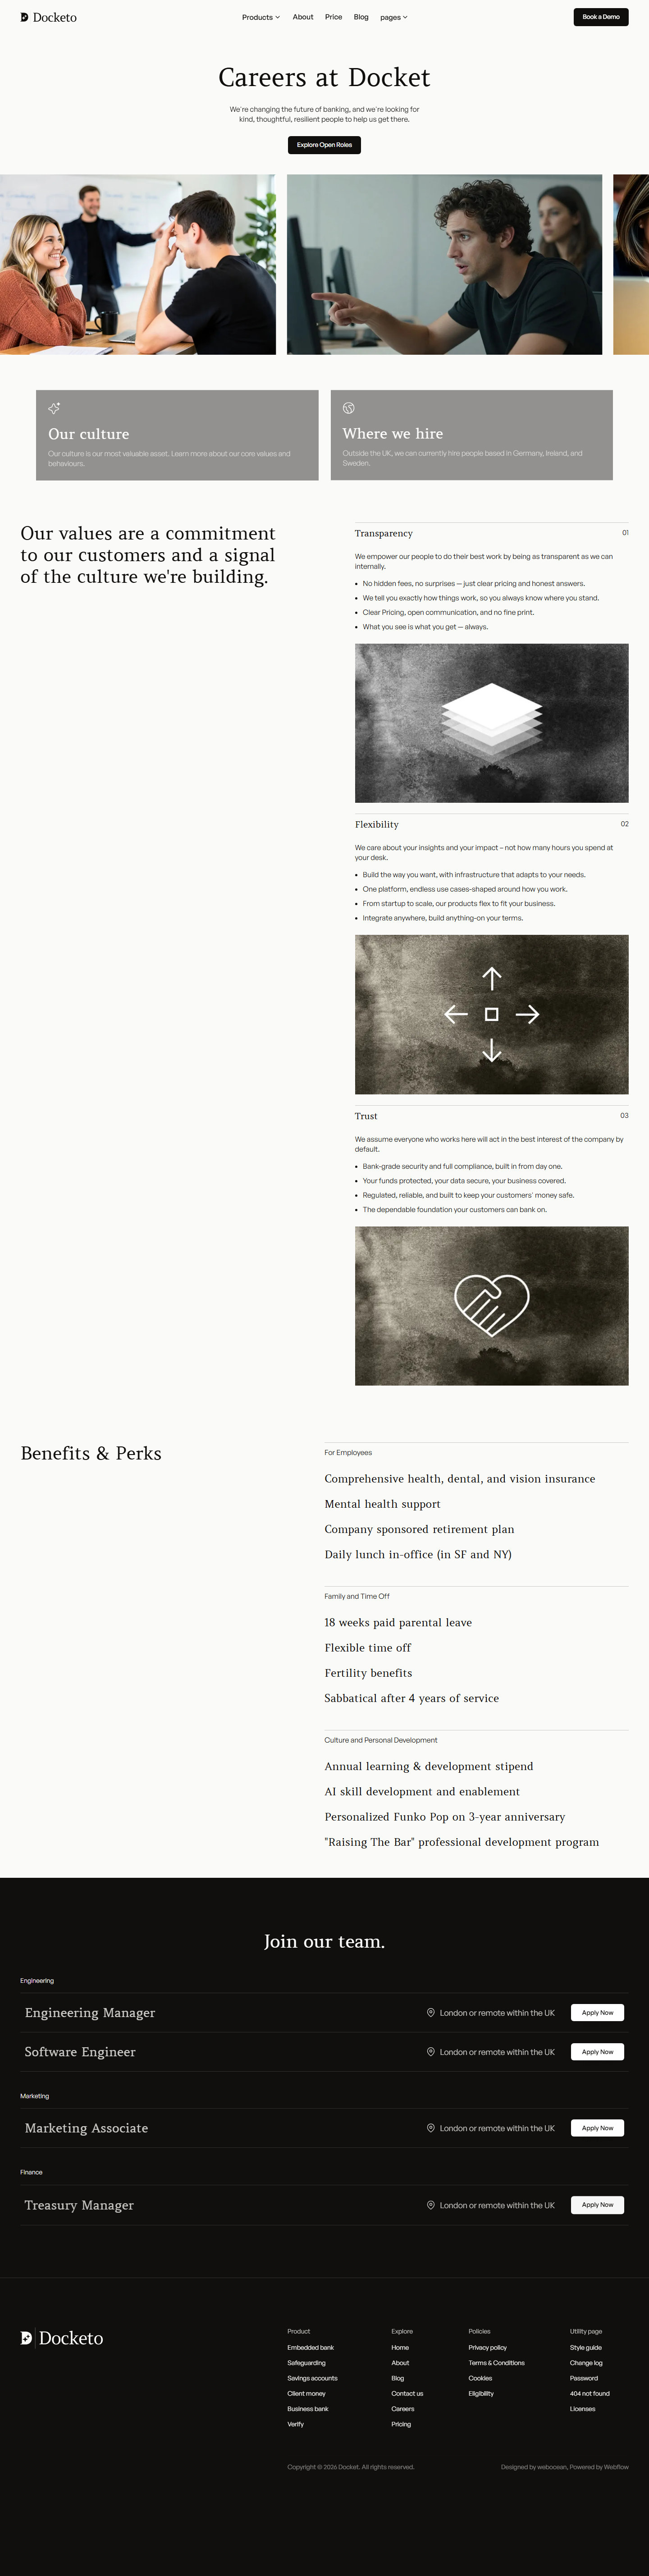 Docketo
Products
About
Price
Blog
pages
Book a Demo
Careers at Docket
We're changing the future of banking, and we're looking for
kind, thoughtful, resilient people to help us get there.
Explore Open Roles
Our culture
Our culture is our most valuable asset. Learn more about our core values and
behaviours.
Where we hire
Outside the UK, we can currently hire people based in Germany, Ireland, and
Sweden.
Our values are a commitment
to our customers and a signal
of the culture we're building.
Transparency
01
We empower our people to do their best work by being as transparent as we can
internally.
No hidden fees, no surprises — just clear pricing and honest answers.
We tell you exactly how things work, so you always know where you stand.
Clear Pricing, open communication, and no fine print.
What you see is what you get — always.
Flexibility
02
We care about your insights and your impact – not how many hours you spend at
your desk.
Build the way you want, with infrastructure that adapts to your needs.
One platform, endless use cases-shaped around how you work.
From startup to scale, our products flex to fit your business.
Integrate anywhere, build anything-on your terms.
Trust
03
We assume everyone who works here will act in the best interest of the company by
default.
Bank-grade security and full compliance, built in from day one.
Your funds protected, your data secure, your business covered.
Regulated, reliable, and built to keep your customers' money safe.
The dependable foundation your customers can bank on.
Benefits & Perks
For Employees
Comprehensive health, dental, and vision insurance
Mental health support
Company sponsored retirement plan
Daily lunch in-office (in SF and NY)
Family and Time Off
18 weeks paid parental leave
Flexible time off
Fertility benefits
Sabbatical after 4 years of service
Culture and Personal Development
Annual learning & development stipend
AI skill development and enablement
Personalized Funko Pop on 3-year anniversary
"Raising The Bar" professional development program
Join our team.
Engineering
Engineering Manager
London or remote within the UK
Apply Now
Software Engineer
London or remote within the UK
Apply Now
Marketing
Marketing Associate
London or remote within the UK
Apply Now
Finance
Treasury Manager
London or remote within the UK
Apply Now
Docketo
Product
Embedded bank
Safeguarding
Savings accounts
Client money
Business bank
Verify
Explore
Home
About
Blog
Contact us
Careers
Pricing
Policies
Privacy policy
Terms & Conditions
Cookies
Eligibility
Utility page
Style guide
Change log
Password
404 not found
Licenses
Copyright © 2026 Docket. All rights reserved.
Designed by webocean, Powered by Webflow